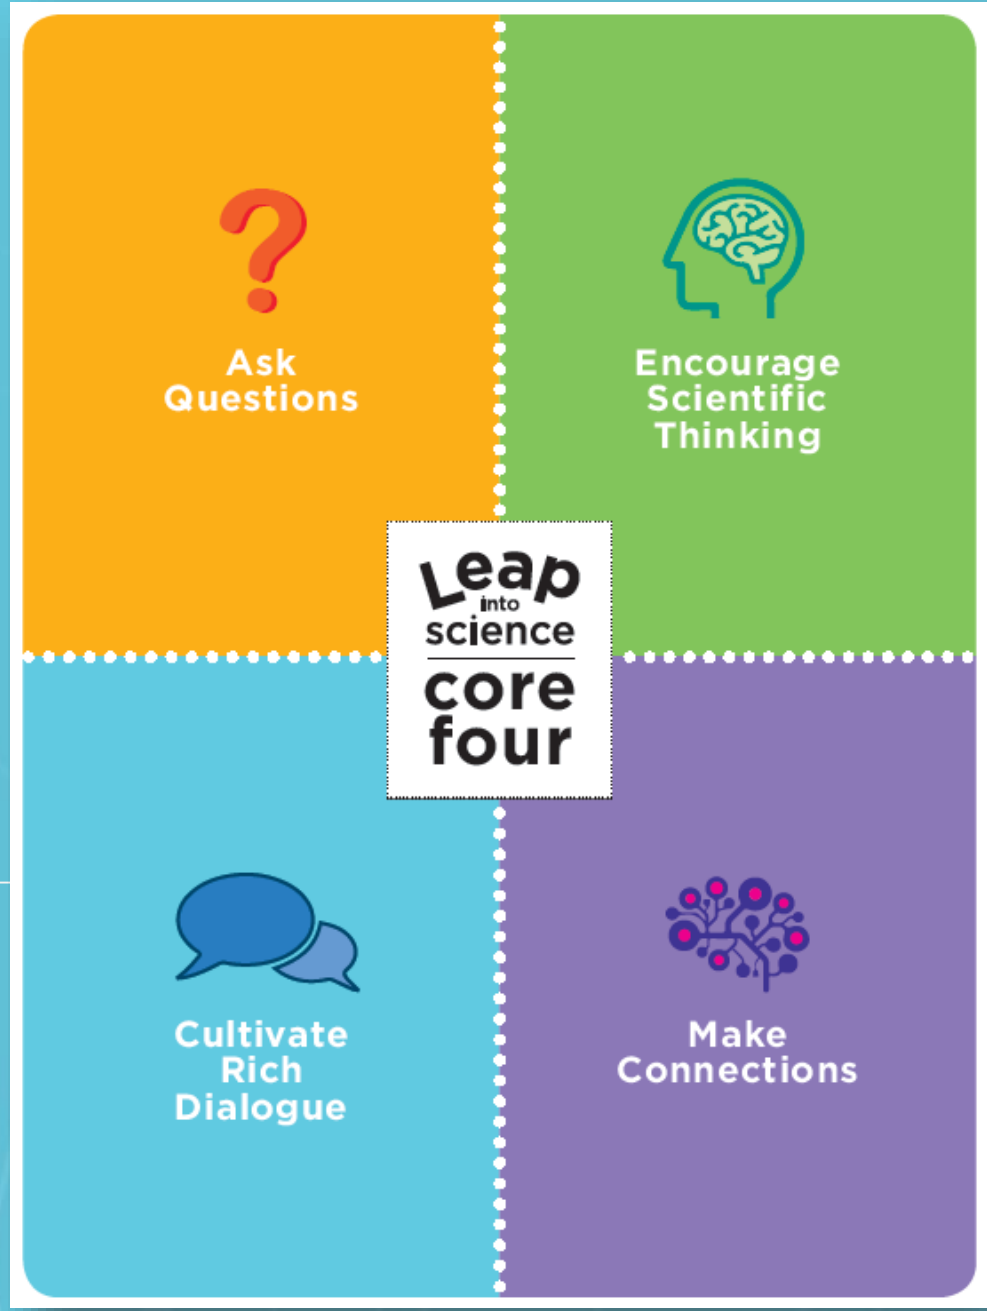 Ask
Questions
Encourage
Scientific
Thinking
Leap
into
science
core
four
Cultivate
Rich
Dialogue
Make
Connections